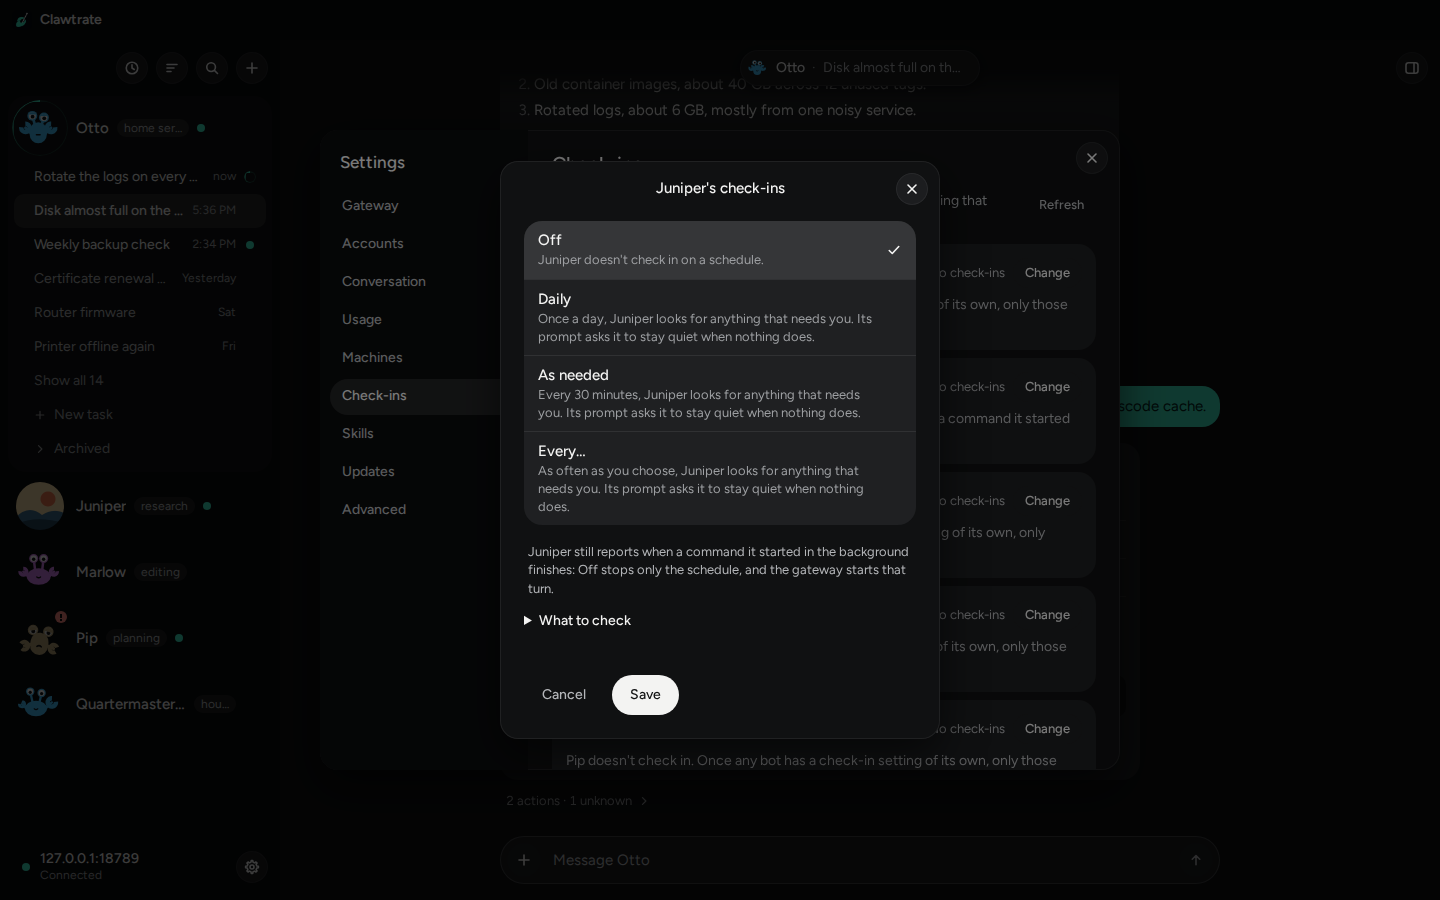 Clawtrate
Otto · Disk almost full on th...
2. Old container images, about 40 GB across 12 unused tags.
3. Rotated logs, about 6 GB, mostly from one noisy service.
Otto home ser...
Rotate the logs on every ... now
Disk almost full on the ... 5:36 PM
Weekly backup check 2:34 PM
Certificate renewal ... Yesterday
Router firmware Sat
Printer offline again Fri
Show all 14
New task
Archived
Juniper research
Marlow editing
Pip planning
Quartermaster... hou...
127.0.0.1:18789
Connected
Settings
Gateway
Accounts
Conversation
Usage
Machines
Check-ins
Skills
Updates
Advanced
Juniper's check-ins
Off
Juniper doesn't check in on a schedule.
Daily
Once a day, Juniper looks for anything that needs you. Its
prompt asks it to stay quiet when nothing does.
As needed
Every 30 minutes, Juniper looks for anything that needs
you. Its prompt asks it to stay quiet when nothing does.
Every...
As often as you choose, Juniper looks for anything that
needs you. Its prompt asks it to stay quiet when nothing
does.
Juniper still reports when a command it started in the background
finishes: Off stops only the schedule, and the gateway starts that
turn.
What to check
Cancel
Save
ing that
Refresh
o check-ins Change
of its own, only those
o check-ins Change
a command it started
o check-ins Change
g of its own, only
o check-ins Change
of its own, only those
o check-ins Change
Pip doesn't check in. Once any bot has a check-in setting of its own, only those
scode cache.
2 actions · 1 unknown
Message Otto